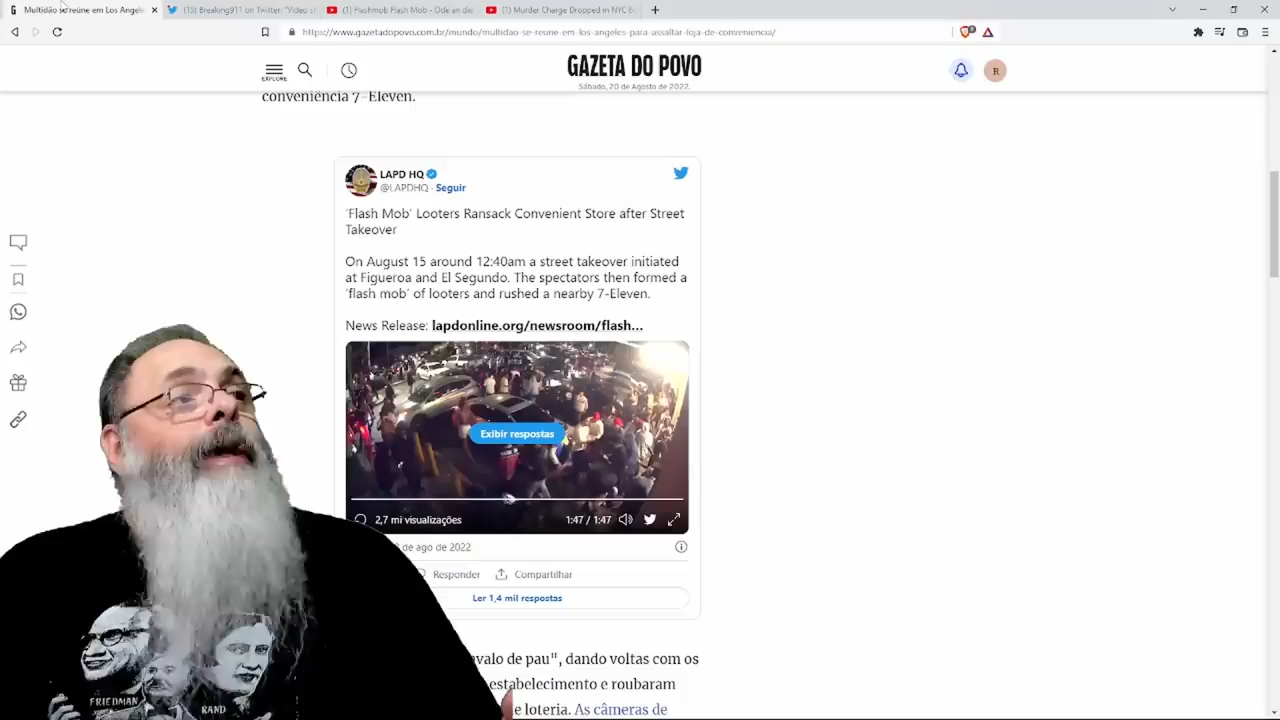 Multidão se reúne em Los Angele
(15) Breaking911 on Twitter: "Video s
(1) Flashmob Flash Mob - Ode an die
(1) Murder Charge Dropped in NYC B
https://www.gazetadopovo.com.br/mundo/multidao-se-reune-em-los-angeles-para-assaltar-loja-de-conveniencia/
EXPLORE
GAZETA DO POVO
Sábado, 20 de Agosto de 2022.
R
conveniência 7-Eleven.
LAPD HQ
@LAPDHQ · Seguir
'Flash Mob' Looters Ransack Convenient Store after Street
Takeover
On August 15 around 12:40am a street takeover initiated
at Figueroa and El Segundo. The spectators then formed a
'flash mob' of looters and rushed a nearby 7-Eleven.
News Release: lapdonline.org/newsroom/flash...
Exibir respostas
2,7 mi visualizações
1:47 / 1:47
de ago de 2022
Responder
Compartilhar
Ler 1,4 mil respostas
valo de pau", dando voltas com os
estabelecimento e roubaram
e loteria. As câmeras de
FRIEDMAN
RAND